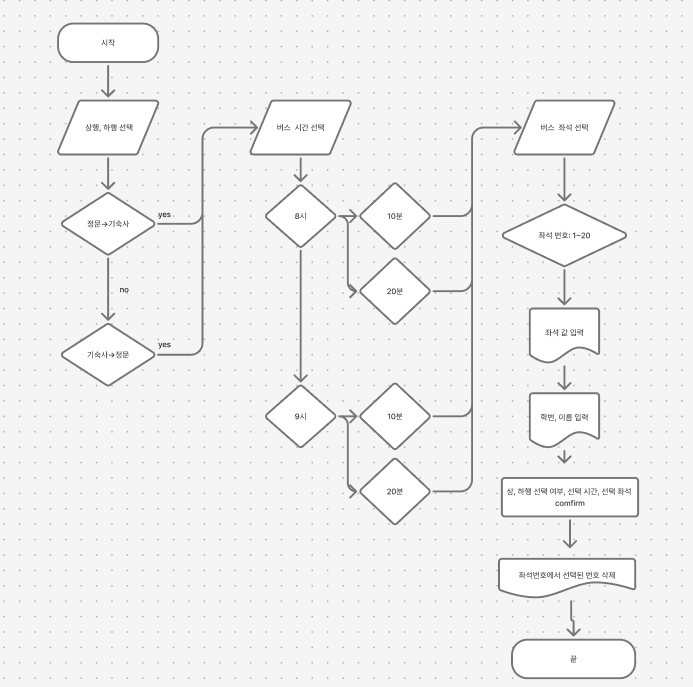 시작
상행, 하행 선택
정문→기숙사
yes
no
기숙사→정문
yes
버스 시간 선택
8시
10분
20분
9시
10분
20분
버스 좌석 선택
좌석 번호: 1~20
좌석 값 입력
학번, 이름 입력
상, 하행 선택 여부, 선택 시간, 선택 좌석
comfirm
좌석번호에서 선택된 번호 삭제
끝